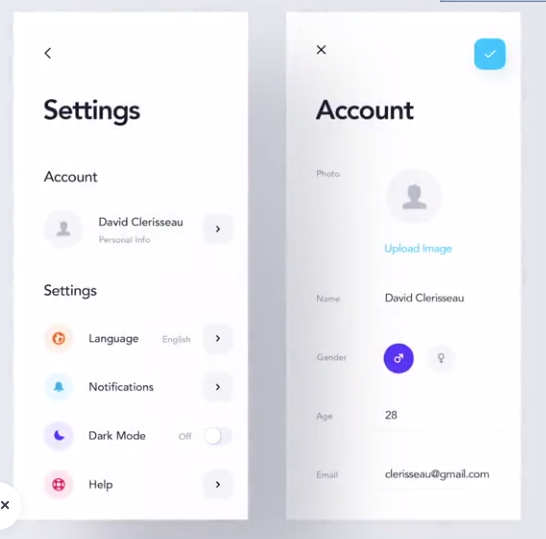 Settings
Account
David Clerisseau
Personal Info
Settings
Language English
Notifications
Dark Mode Off
Help
Account
Photo
Upload Image
Name David Clerisseau
Gender
Age 28
Email clerisseau@gmail.com